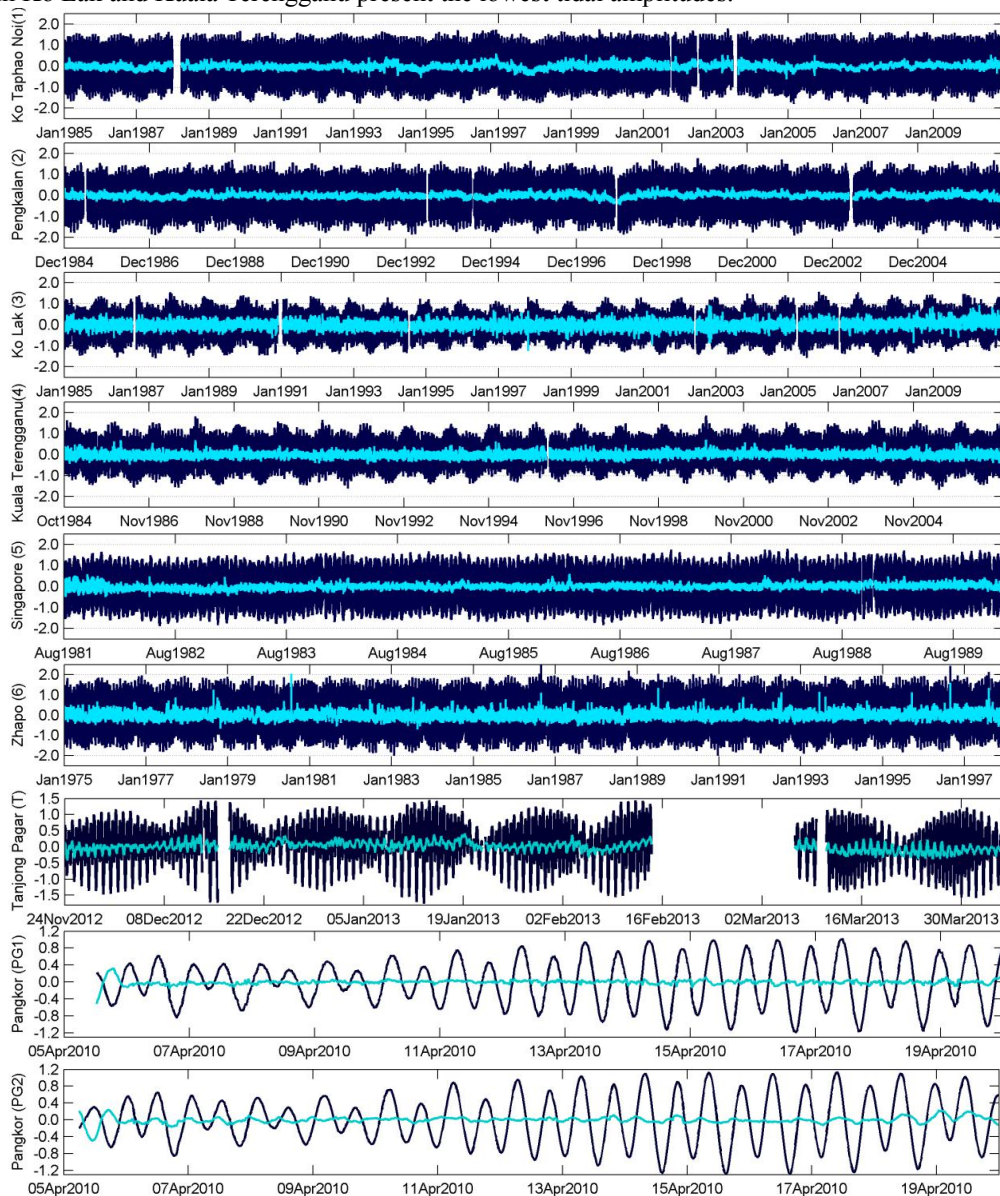 Ko Lak and Kuala Terengganu present the lowest tidal amplitudes.
Ko Taphao Noi(1)
2.0
1.0
0.0
-1.0
-2.0
Jan1985 Jan1987 Jan1989 Jan1991 Jan1993 Jan1995 Jan1997 Jan1999 Jan2001 Jan2003 Jan2005 Jan2007 Jan2009
Pengkalan (2)
2.0
1.0
0.0
-1.0
-2.0
Dec1984 Dec1986 Dec1988 Dec1990 Dec1992 Dec1994 Dec1996 Dec1998 Dec2000 Dec2002 Dec2004
Ko Lak (3)
2.0
1.0
0.0
-1.0
-2.0
Jan1985 Jan1987 Jan1989 Jan1991 Jan1993 Jan1995 Jan1997 Jan1999 Jan2001 Jan2003 Jan2005 Jan2007 Jan2009
Kuala Terengganu(4)
2.0
1.0
0.0
-1.0
-2.0
Oct1984 Nov1986 Nov1988 Nov1990 Nov1992 Nov1994 Nov1996 Nov1998 Nov2000 Nov2002 Nov2004
Singapore (5)
2.0
1.0
0.0
-1.0
-2.0
Aug1981 Aug1982 Aug1983 Aug1984 Aug1985 Aug1986 Aug1987 Aug1988 Aug1989
Zhapo (6)
2.0
1.0
0.0
-1.0
-2.0
Jan1975 Jan1977 Jan1979 Jan1981 Jan1983 Jan1985 Jan1987 Jan1989 Jan1991 Jan1993 Jan1995 Jan1997
Tanjong Pagar (T)
1.5
1.0
0.5
0.0
-0.5
-1.0
-1.5
24Nov2012 08Dec2012 22Dec2012 05Jan2013 19Jan2013 02Feb2013 16Feb2013 02Mar2013 16Mar2013 30Mar2013
Pangkor (PG1)
1.2
0.8
0.4
0.0
-0.4
-0.8
-1.2
05Apr2010 07Apr2010 09Apr2010 11Apr2010 13Apr2010 15Apr2010 17Apr2010 19Apr2010
Pangkor (PG2)
1.2
0.8
0.4
0.0
-0.4
-0.8
-1.2
05Apr2010 07Apr2010 09Apr2010 11Apr2010 13Apr2010 15Apr2010 17Apr2010 19Apr2010